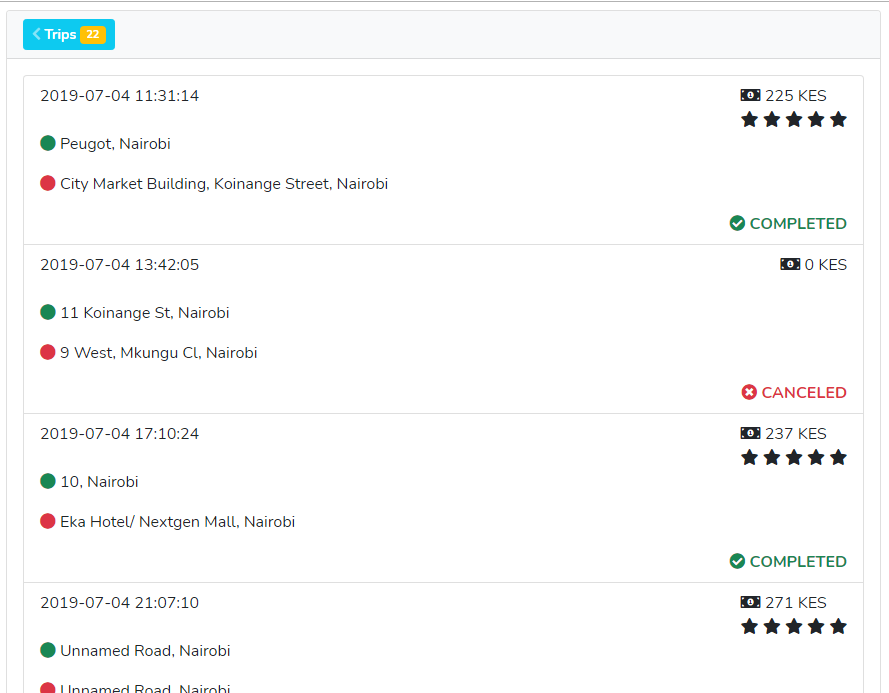 Trips 22
2019-07-04 11:31:14 225 KES
Peugot, Nairobi
City Market Building, Koinange Street, Nairobi
COMPLETED
2019-07-04 13:42:05 0 KES
11 Koinange St, Nairobi
9 West, Mkungu Cl, Nairobi
CANCELED
2019-07-04 17:10:24 237 KES
10, Nairobi
Eka Hotel/ Nextgen Mall, Nairobi
COMPLETED
2019-07-04 21:07:10 271 KES
Unnamed Road, Nairobi
Unnamed Road, Nairobi